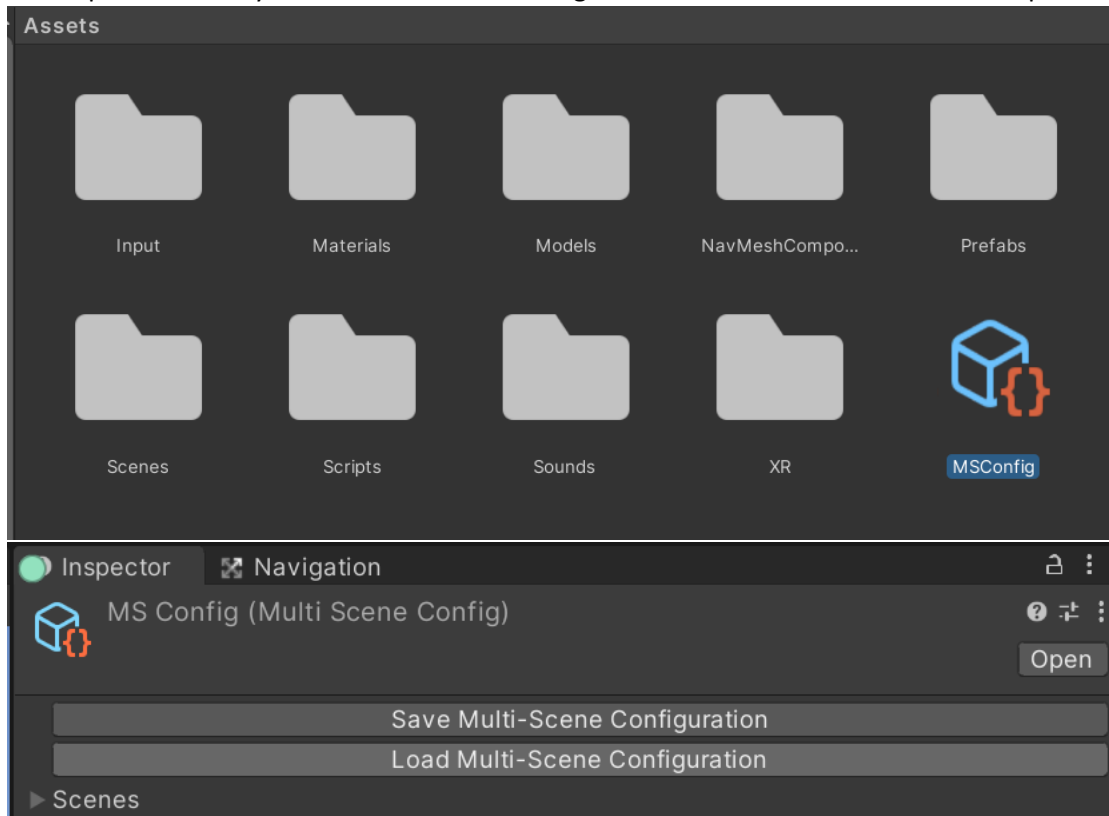 Assets
Input
Materials
Models
NavMeshCompo...
Prefabs
Scenes
Scripts
Sounds
XR
MSConfig
Inspector
Navigation
MS Config (Multi Scene Config)
Open
Save Multi-Scene Configuration
Load Multi-Scene Configuration
Scenes